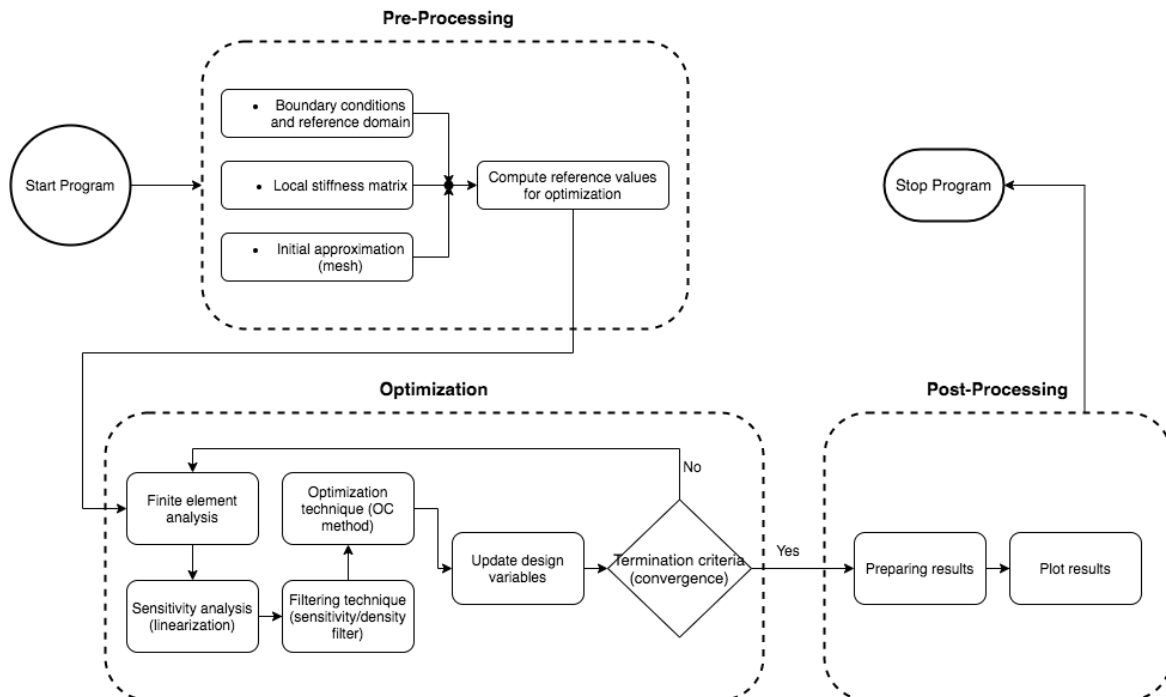 Pre-Processing
• Boundary conditions
and reference domain
Start Program
• Local stiffness matrix
Compute reference values
for optimization
Stop Program
• Initial approximation
(mesh)
Optimization
Post-Processing
No
Finite element
analysis
Optimization
technique (OC
method)
Update design
variables
Termination criteria
(convergence)
Yes
Preparing results
Plot results
Sensitivity analysis
(linearization)
Filtering technique
(sensitivity/density
filter)